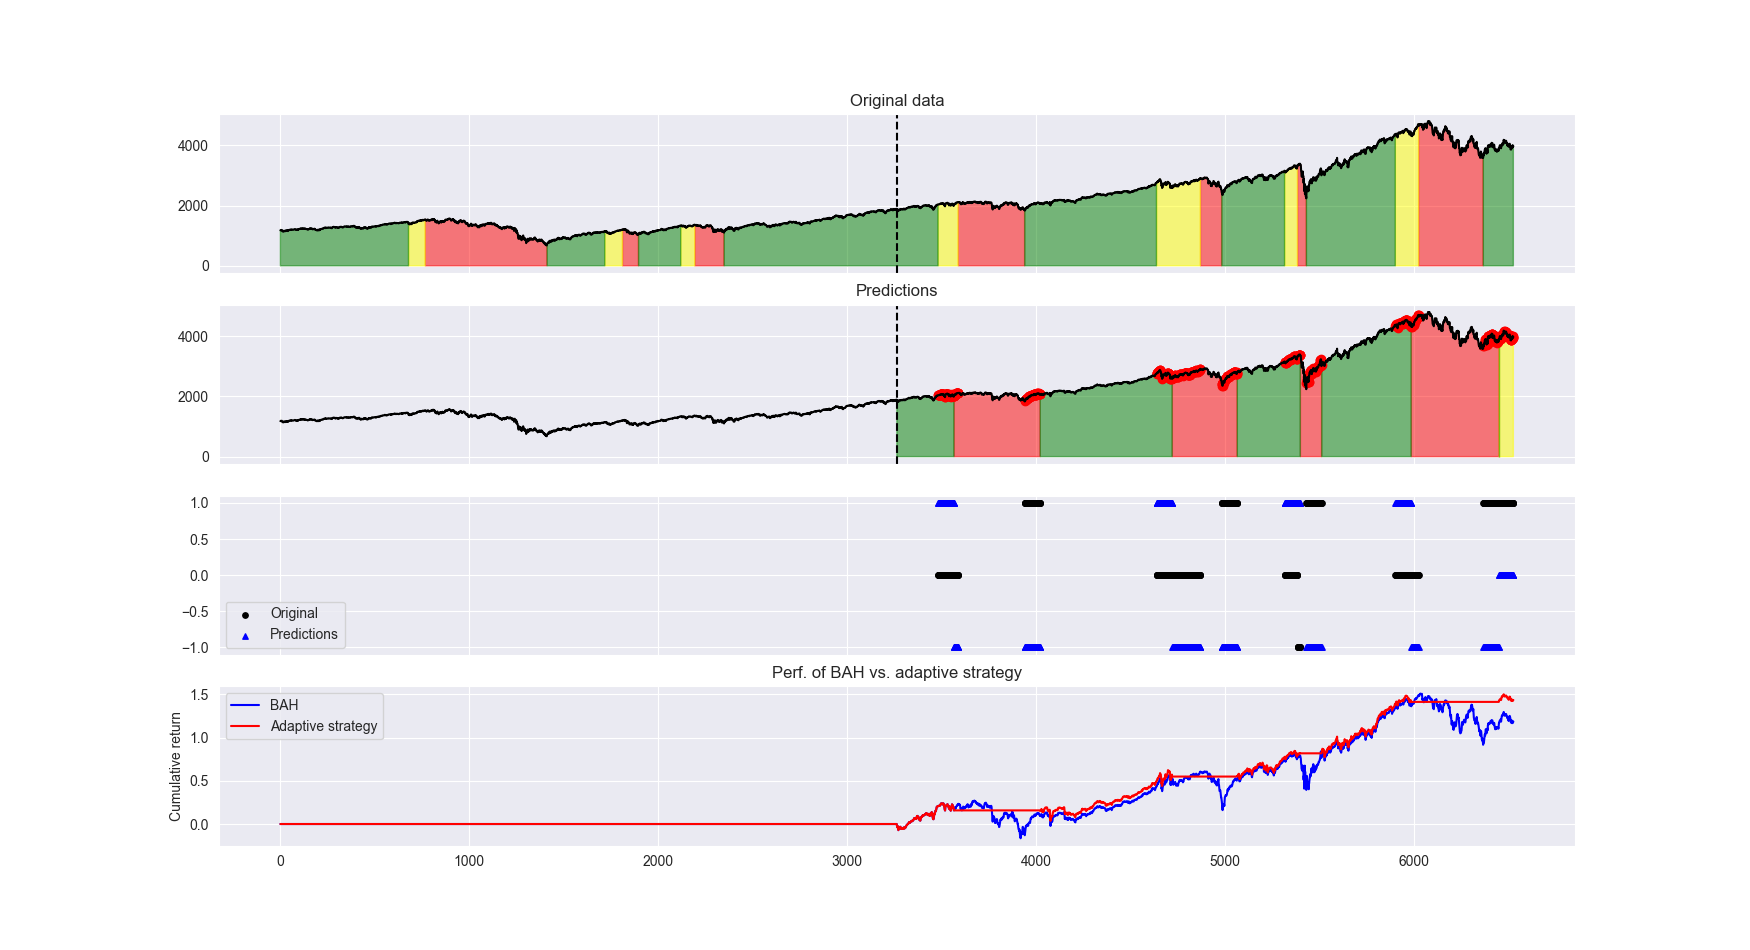 Original data
4000
2000
0
Predictions
4000
2000
0
1.0
0.5
0.0
−0.5
−1.0
Original
Predictions
Perf. of BAH vs. adaptive strategy
Cumulative return
1.5
1.0
0.5
0.0
BAH
Adaptive strategy
0 1000 2000 3000 4000 5000 6000